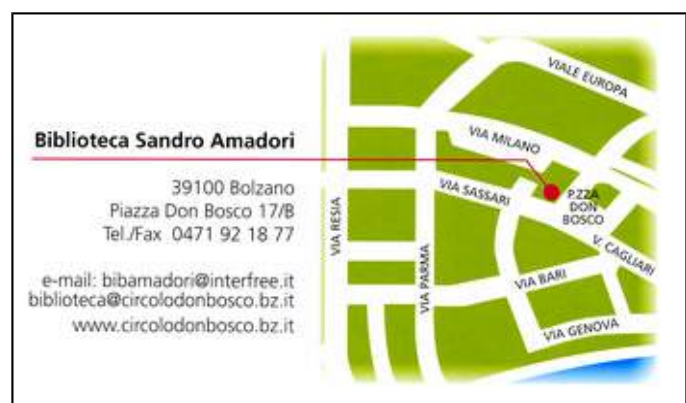 Biblioteca Sandro Amadori
39100 Bolzano
Piazza Don Bosco 17/B
Tel./Fax 0471 92 18 77
e-mail: bibamadori@interfree.it
biblioteca@circolodonbosco.bz.it
www.circolodonbosco.bz.it
VIALE EUROPA
VIA MILANO
VIA SASSARI
P.ZZA
DON
BOSCO
V. CAGLIARI
VIA RESIA
VIA PARMA
VIA BARI
VIA GENOVA